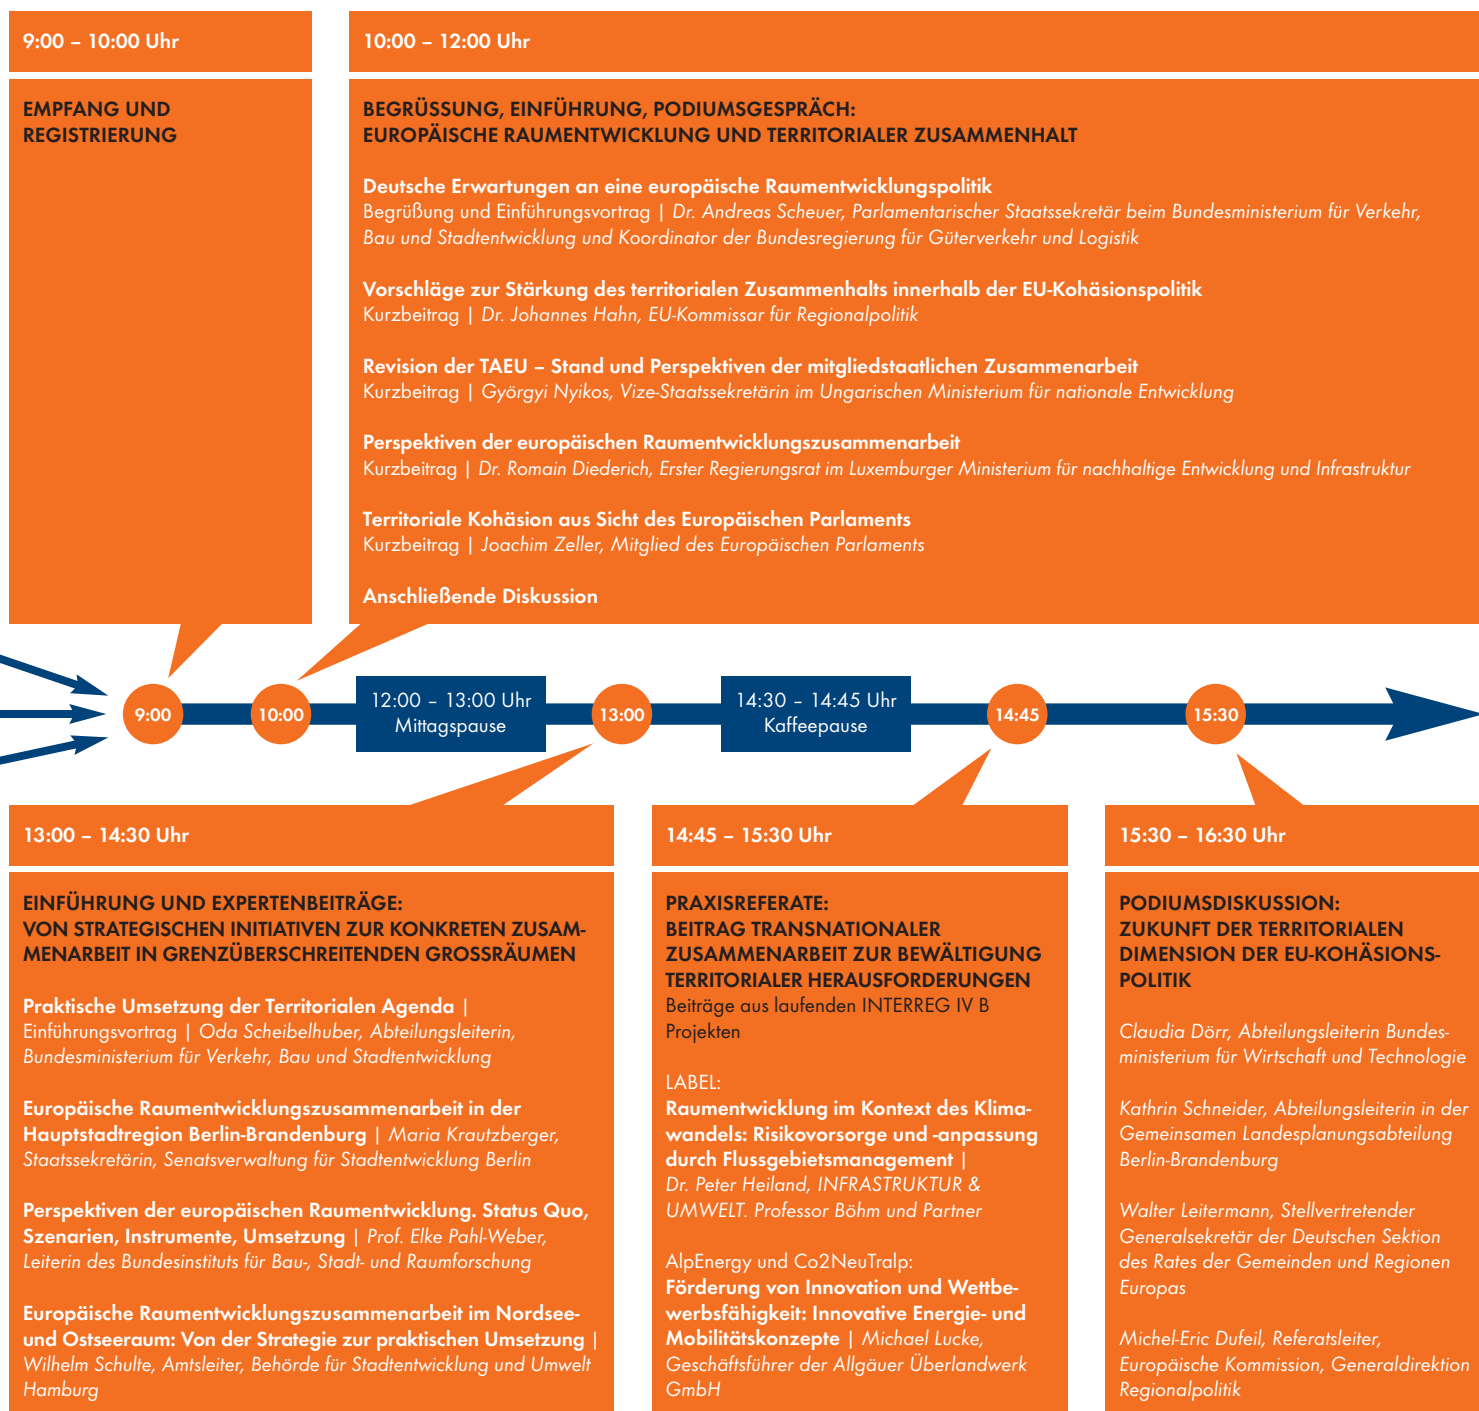 9:00 – 10:00 Uhr
EMPFANG UND
REGISTRIERUNG
10:00 – 12:00 Uhr
BEGRÜSSUNG, EINFÜHRUNG, PODIUMSGESPRÄCH:
EUROPÄISCHE RAUMENTWICKLUNG UND TERRITORIALER ZUSAMMENHALT
Deutsche Erwartungen an eine europäische Raumentwicklungspolitik
Begrüßung und Einführungsvortrag | Dr. Andreas Scheuer, Parlamentarischer Staatssekretär beim Bundesministerium für Verkehr,
Bau und Stadtentwicklung und Koordinator der Bundesregierung für Güterverkehr und Logistik
Vorschläge zur Stärkung des territorialen Zusammenhalts innerhalb der EU-Kohäsionspolitik
Kurzbeitrag | Dr. Johannes Hahn, EU-Kommissar für Regionalpolitik
Revision der TAEU – Stand und Perspektiven der mitgliedstaatlichen Zusammenarbeit
Kurzbeitrag | Györgyi Nyikos, Vize-Staatssekretärin im Ungarischen Ministerium für nationale Entwicklung
Perspektiven der europäischen Raumentwicklungszusammenarbeit
Kurzbeitrag | Dr. Romain Diederich, Erster Regierungsrat im Luxemburger Ministerium für nachhaltige Entwicklung und Infrastruktur
Territoriale Kohäsion aus Sicht des Europäischen Parlaments
Kurzbeitrag | Joachim Zeller, Mitglied des Europäischen Parlaments
Anschließende Diskussion
9:00
10:00
12:00 – 13:00 Uhr
Mittagspause
13:00
14:30 – 14:45 Uhr
Kaffeepause
14:45
15:30
13:00 – 14:30 Uhr
EINFÜHRUNG UND EXPERTENBEITRÄGE:
VON STRATEGISCHEN INITIATIVEN ZUR KONKRETEN ZUSAM-
MENARBEIT IN GRENZÜBERSCHREITENDEN GROSSRÄUMEN
Praktische Umsetzung der Territorialen Agenda |
Einführungsvortrag | Oda Scheibelhuber, Abteilungsleiterin,
Bundesministerium für Verkehr, Bau und Stadtentwicklung
Europäische Raumentwicklungszusammenarbeit in der
Hauptstadtregion Berlin-Brandenburg | Maria Krautzberger,
Staatssekretärin, Senatsverwaltung für Stadtentwicklung Berlin
Perspektiven der europäischen Raumentwicklung. Status Quo,
Szenarien, Instrumente, Umsetzung | Prof. Elke Pahl-Weber,
Leiterin des Bundesinstituts für Bau-, Stadt- und Raumforschung
Europäische Raumentwicklungszusammenarbeit im Nordsee-
und Ostseeraum: Von der Strategie zur praktischen Umsetzung |
Wilhelm Schulte, Amtsleiter, Behörde für Stadtentwicklung und Umwelt
Hamburg
14:45 – 15:30 Uhr
PRAXISREFERATE:
BEITRAG TRANSNATIONALER
ZUSAMMENARBEIT ZUR BEWÄLTIGUNG
TERRITORIALER HERAUSFORDERUNGEN
Beiträge aus laufenden INTERREG IV B
Projekten
LABEL:
Raumentwicklung im Kontext des Klima-
wandels: Risikovorsorge und -anpassung
durch Flussgebietsmanagement |
Dr. Peter Heiland, INFRASTRUKTUR &
UMWELT. Professor Böhm und Partner
AlpEnergy und Co2NeuTralp:
Förderung von Innovation und Wettbe-
werbsfähigkeit: Innovative Energie- und
Mobilitätskonzepte | Michael Lucke,
Geschäftsführer der Allgäuer Überlandwerk
GmbH
15:30 – 16:30 Uhr
PODIUMSDISKUSSION:
ZUKUNFT DER TERRITORIALEN
DIMENSION DER EU-KOHÄSIONS-
POLITIK
Claudia Dörr, Abteilungsleiterin Bundes-
ministerium für Wirtschaft und Technologie
Kathrin Schneider, Abteilungsleiterin in der
Gemeinsamen Landesplanungsabteilung
Berlin-Brandenburg
Walter Leitermann, Stellvertretender
Generalsekretär der Deutschen Sektion
des Rates der Gemeinden und Regionen
Europas
Michel-Eric Dufeil, Referatsleiter,
Europäische Kommission, Generaldirektion
Regionalpolitik